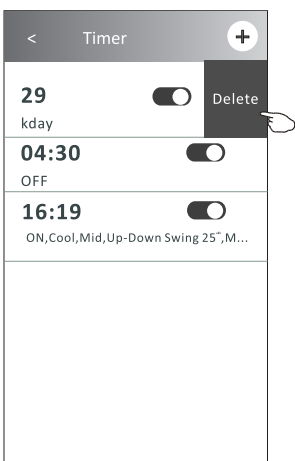 < Timer +
29
kday
Delete
04:30
OFF
16:19
ON,Cool,Mid,Up-Down Swing 25°,M...